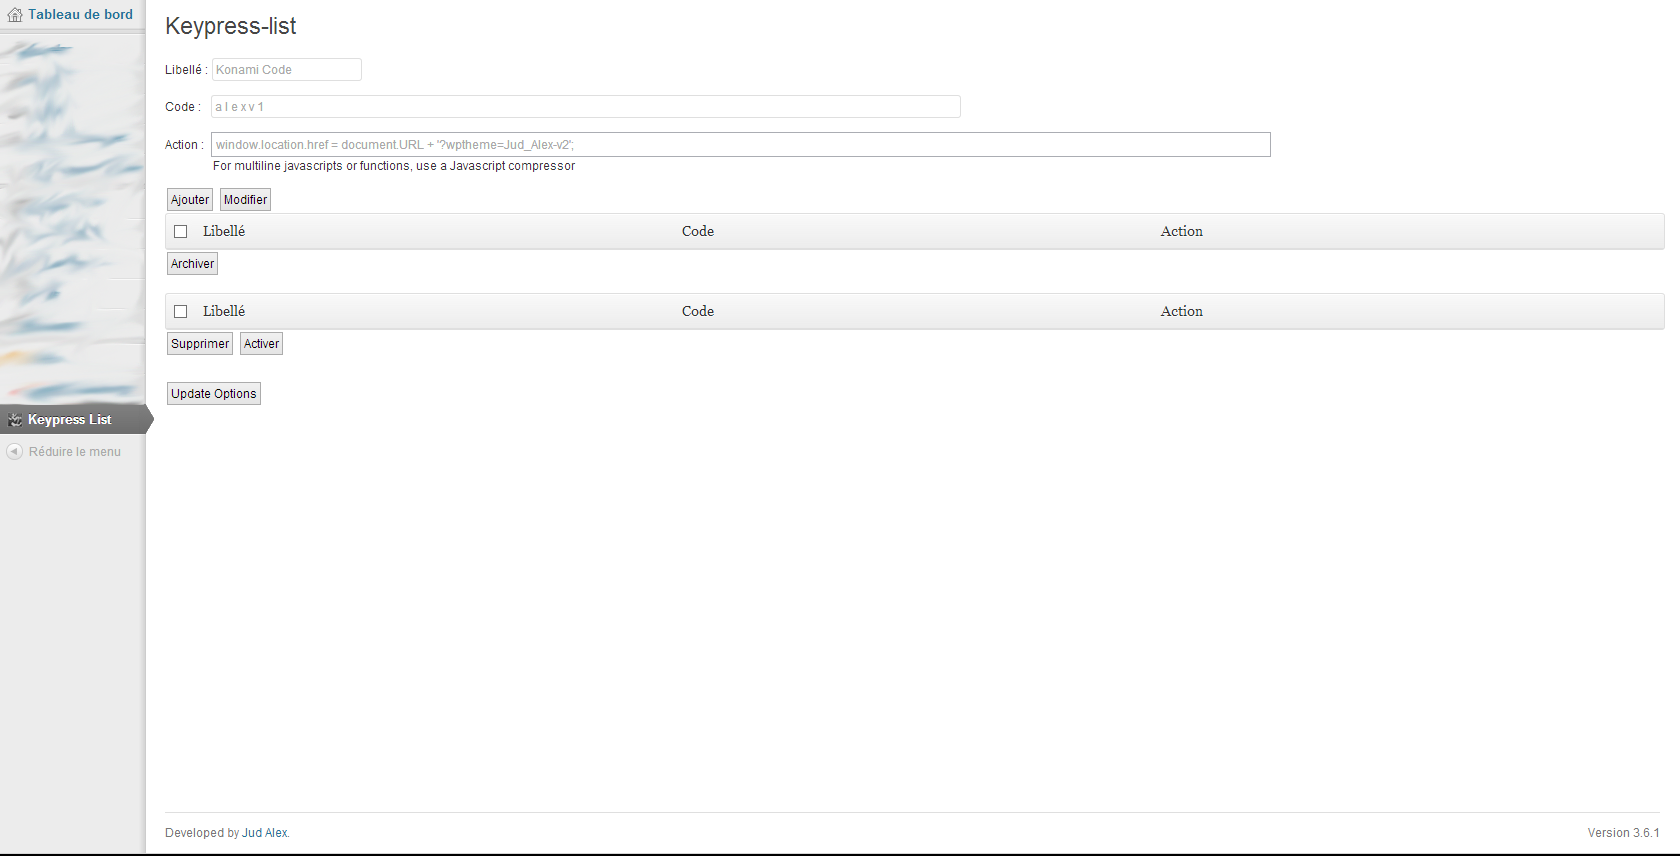 Tableau de bord
Keypress List
Réduire le menu
Keypress-list
Libellé : Konami Code
Code : a l e x v 1
Action : window.location.href = document.URL + '?wptheme=Jud_Alex-v2';
For multiline javascripts or functions, use a Javascript compressor
Ajouter Modifier
Libellé Code Action
Archiver
Libellé Code Action
Supprimer Activer
Update Options
Developed by Jud Alex. Version 3.6.1